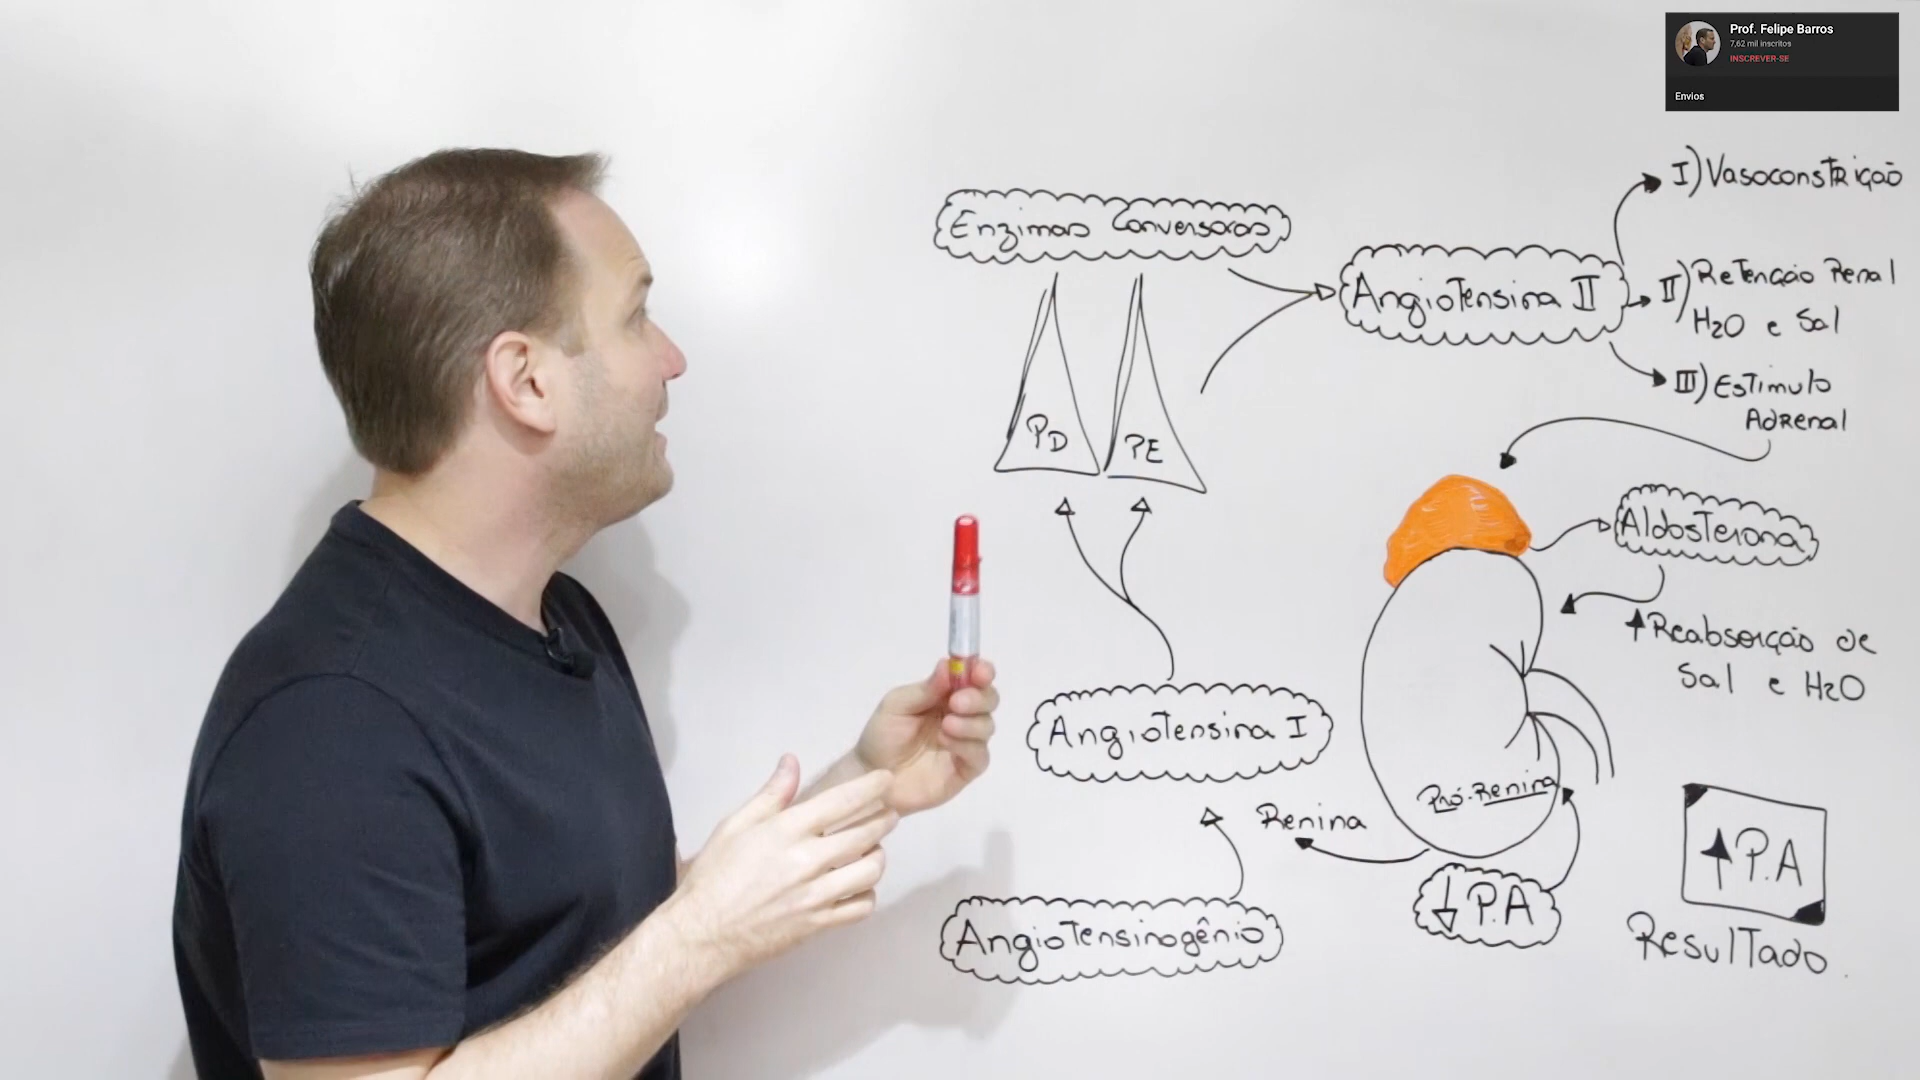 Prof. Felipe Barros
7,62 mil inscritos
INSCREVER-SE
Envios
Enzimas Conversoras
PD
PE
Angiotensina II
I) Vasoconstrição
II) Retenção Renal
H2O e Sal
III) Estimulo
Adrenal
Aldosterona
↑ Reabsorção de
Sal e H2O
Angiotensina I
Pró-Renina
Renina
↓ P.A
Angiotensinogênio
↑ P.A
Resultado